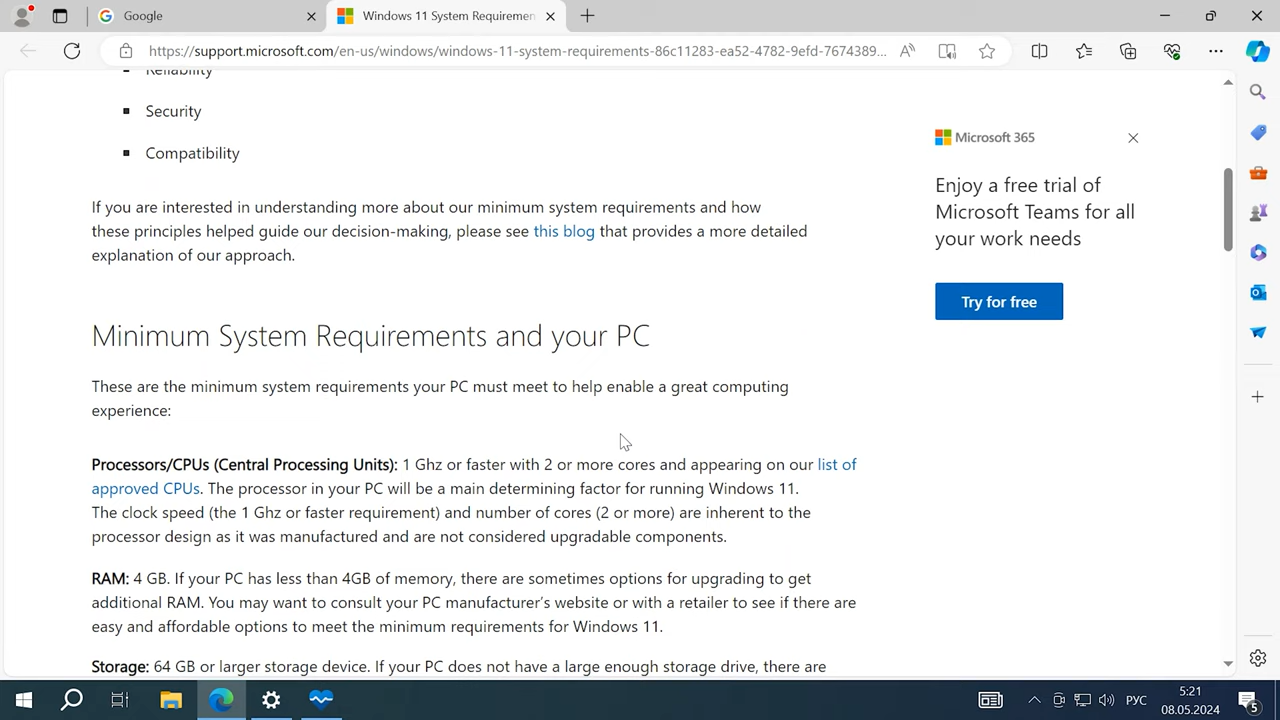 Google
Windows 11 System Requiremen
https://support.microsoft.com/en-us/windows/windows-11-system-requirements-86c11283-ea52-4782-9efd-7674389...
Reliability
Security
Compatibility
If you are interested in understanding more about our minimum system requirements and how
these principles helped guide our decision-making, please see this blog that provides a more detailed
explanation of our approach.
Microsoft 365
Enjoy a free trial of
Microsoft Teams for all
your work needs
Try for free
Minimum System Requirements and your PC
These are the minimum system requirements your PC must meet to help enable a great computing
experience:
Processors/CPUs (Central Processing Units): 1 Ghz or faster with 2 or more cores and appearing on our list of
approved CPUs. The processor in your PC will be a main determining factor for running Windows 11.
The clock speed (the 1 Ghz or faster requirement) and number of cores (2 or more) are inherent to the
processor design as it was manufactured and are not considered upgradable components.
RAM: 4 GB. If your PC has less than 4GB of memory, there are sometimes options for upgrading to get
additional RAM. You may want to consult your PC manufacturer's website or with a retailer to see if there are
easy and affordable options to meet the minimum requirements for Windows 11.
Storage: 64 GB or larger storage device. If your PC does not have a large enough storage drive, there are
РУС
5:21
08.05.2024
5